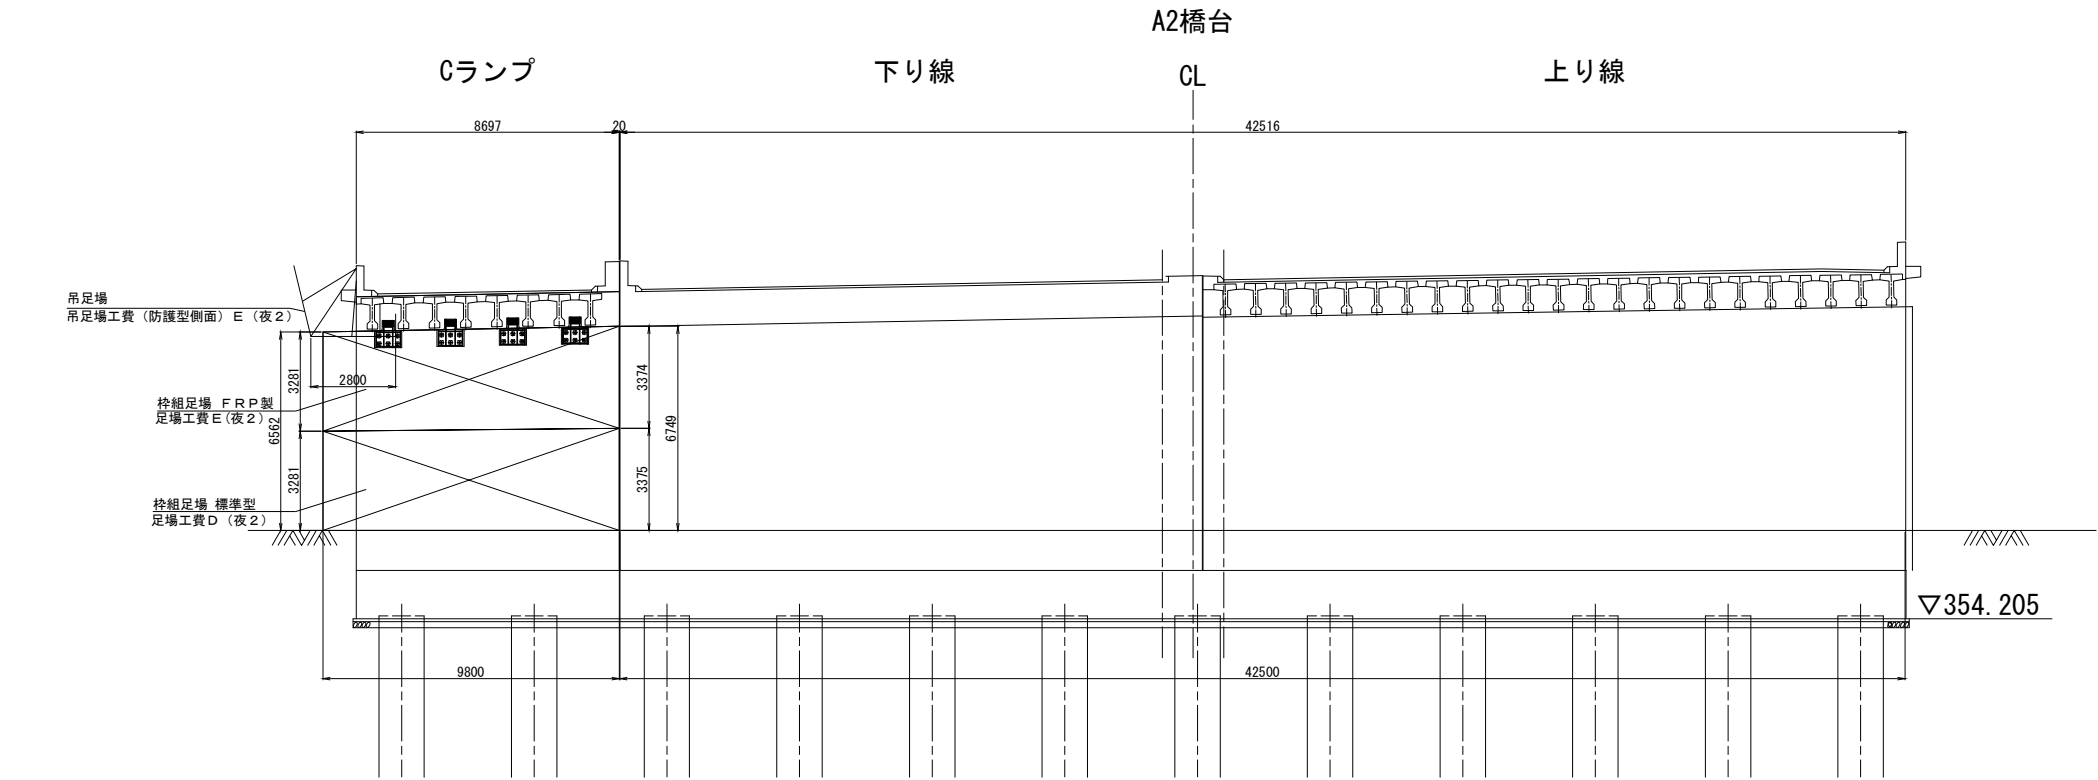 A2橋台
Cランプ
下り線
CL
上り線
8697
20
42516
吊足場
吊足場工費（防護型側面）Ｅ（夜２）
2800
3281
3374
枠組足場 ＦＲＰ製
足場工費Ｅ(夜２)
6562
6749
3281
3375
枠組足場 標準型
足場工費Ｄ（夜２）
▽354.205
9800
42500